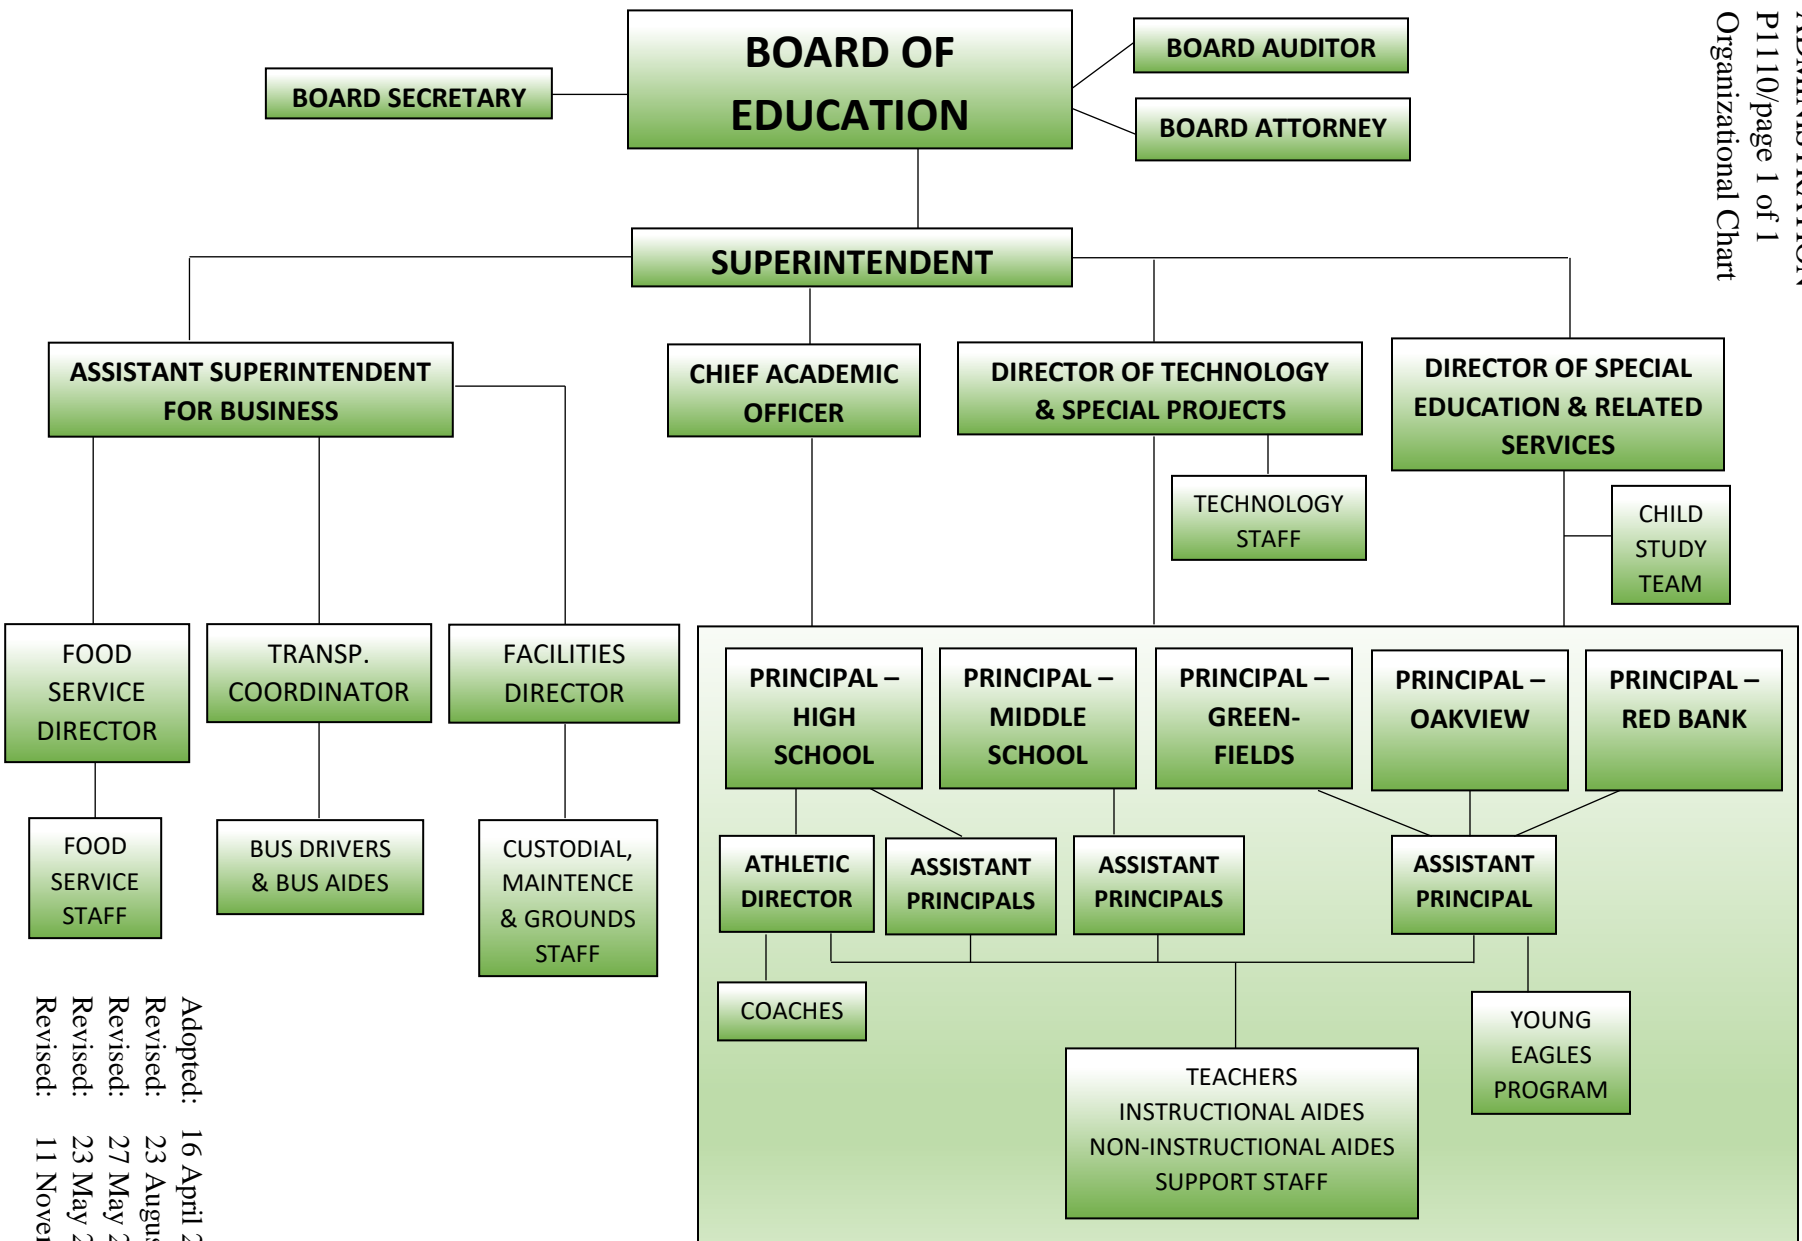 P1110/page 1 of 1
Organizational Chart
BOARD OF
EDUCATION
BOARD SECRETARY
BOARD AUDITOR
BOARD ATTORNEY
SUPERINTENDENT
ASSISTANT SUPERINTENDENT
FOR BUSINESS
CHIEF ACADEMIC
OFFICER
DIRECTOR OF TECHNOLOGY
& SPECIAL PROJECTS
DIRECTOR OF SPECIAL
EDUCATION & RELATED
SERVICES
TECHNOLOGY
STAFF
CHILD
STUDY
TEAM
FOOD
SERVICE
DIRECTOR
TRANSP.
COORDINATOR
FACILITIES
DIRECTOR
PRINCIPAL –
HIGH
SCHOOL
PRINCIPAL –
MIDDLE
SCHOOL
PRINCIPAL –
GREEN-
FIELDS
PRINCIPAL –
OAKVIEW
PRINCIPAL –
RED BANK
FOOD
SERVICE
STAFF
BUS DRIVERS
& BUS AIDES
CUSTODIAL,
MAINTENCE
& GROUNDS
STAFF
ATHLETIC
DIRECTOR
ASSISTANT
PRINCIPALS
ASSISTANT
PRINCIPALS
ASSISTANT
PRINCIPAL
COACHES
TEACHERS
INSTRUCTIONAL AIDES
NON-INSTRUCTIONAL AIDES
SUPPORT STAFF
YOUNG
EAGLES
PROGRAM
Adopted: 16 April
Revised: 23
Revised: 27 May
Revised: 23 May
Revised: 11